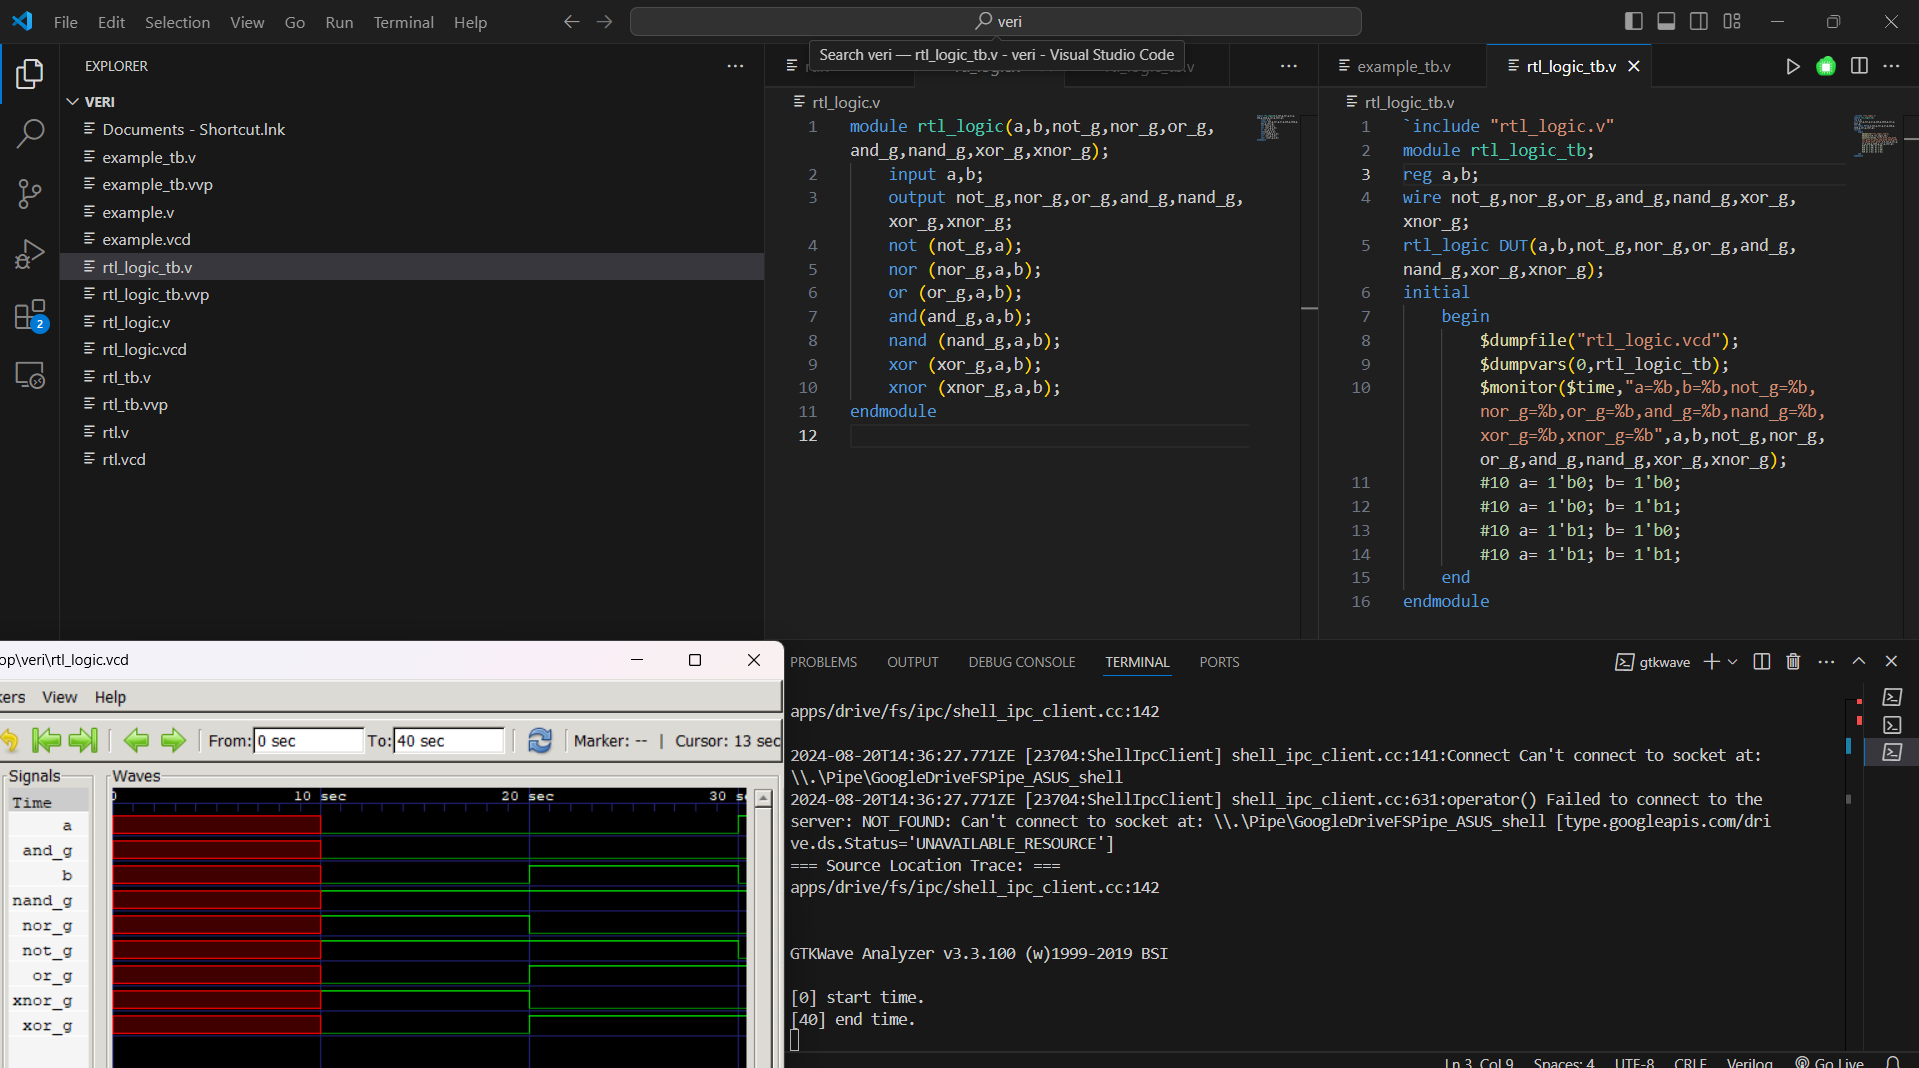 File Edit Selection View Go Run Terminal Help
veri
Search veri — rtl_logic_tb.v - veri - Visual Studio Code
EXPLORER
VERI
Documents - Shortcut.lnk
example_tb.v
example_tb.vvp
example.v
example.vcd
rtl_logic_tb.v
rtl_logic_tb.vvp
rtl_logic.v
rtl_logic.vcd
rtl_tb.v
rtl_tb.vvp
rtl.v
rtl.vcd
2
rtl_logic.v
1 module rtl_logic(a,b,not_g,nor_g,or_g,
and_g,nand_g,xor_g,xnor_g);
2 input a,b;
3 output not_g,nor_g,or_g,and_g,nand_g,
xor_g,xnor_g;
4 not (not_g,a);
5 nor (nor_g,a,b);
6 or (or_g,a,b);
7 and(and_g,a,b);
8 nand (nand_g,a,b);
9 xor (xor_g,a,b);
10 xnor (xnor_g,a,b);
11 endmodule
12
example_tb.v rtl_logic_tb.v
rtl_logic_tb.v
1 `include "rtl_logic.v"
2 module rtl_logic_tb;
3 reg a,b;
4 wire not_g,nor_g,or_g,and_g,nand_g,xor_g,
xnor_g;
5 rtl_logic DUT(a,b,not_g,nor_g,or_g,and_g,
nand_g,xor_g,xnor_g);
6 initial
7 begin
8 $dumpfile("rtl_logic.vcd");
9 $dumpvars(0,rtl_logic_tb);
10 $monitor($time,"a=%b,b=%b,not_g=%b,
nor_g=%b,or_g=%b,and_g=%b,nand_g=%b,
xor_g=%b,xnor_g=%b",a,b,not_g,nor_g,
or_g,and_g,nand_g,xor_g,xnor_g);
11 #10 a= 1'b0; b= 1'b0;
12 #10 a= 1'b0; b= 1'b1;
13 #10 a= 1'b1; b= 1'b0;
14 #10 a= 1'b1; b= 1'b1;
15 end
16 endmodule
op\veri\rtl_logic.vcd
kers View Help
From: 0 sec To: 40 sec Marker: -- | Cursor: 13 sec
Signals Waves
Time
10 sec 20 sec 30 s
a
and_g
b
nand_g
nor_g
not_g
or_g
xnor_g
xor_g
PROBLEMS OUTPUT DEBUG CONSOLE TERMINAL PORTS
gtkwave
apps/drive/fs/ipc/shell_ipc_client.cc:142
2024-08-20T14:36:27.771ZE [23704:ShellIpcClient] shell_ipc_client.cc:141:Connect Can't connect to socket at:
\\.\Pipe\GoogleDriveFSPipe_ASUS_shell
2024-08-20T14:36:27.771ZE [23704:ShellIpcClient] shell_ipc_client.cc:631:operator() Failed to connect to the
server: NOT_FOUND: Can't connect to socket at: \\.\Pipe\GoogleDriveFSPipe_ASUS_shell [type.googleapis.com/dri
ve.ds.Status='UNAVAILABLE_RESOURCE']
=== Source Location Trace: ===
apps/drive/fs/ipc/shell_ipc_client.cc:142
GTKWave Analyzer v3.3.100 (w)1999-2019 BSI
[0] start time.
[40] end time.
Ln 3, Col 9 Spaces: 4 UTF-8 CRLF Verilog Go Live